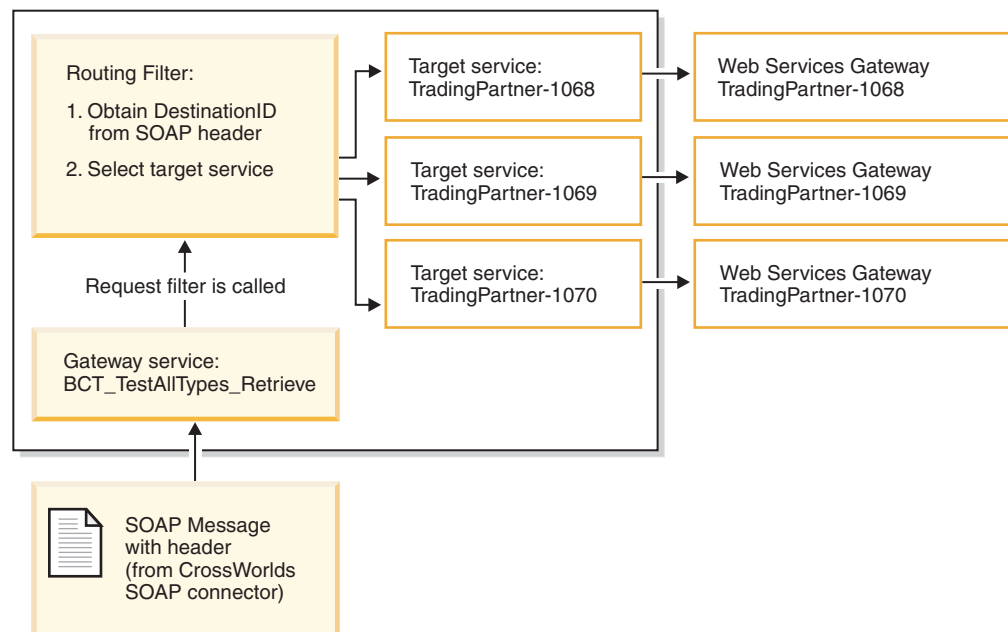 Routing Filter:
1. Obtain DestinationID
from SOAP header
2. Select target service
Target service:
TradingPartner-1068
Web Services Gateway
TradingPartner-1068
Target service:
TradingPartner-1069
Web Services Gateway
TradingPartner-1069
Target service:
TradingPartner-1070
Web Services Gateway
TradingPartner-1070
Request filter is called
Gateway service:
BCT_TestAllTypes_Retrieve
SOAP Message
with header
(from CrossWorlds
SOAP connector)